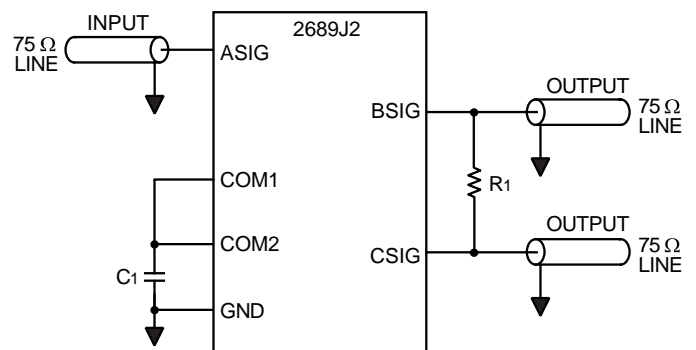 INPUT
75 Ω
LINE
2689J2
ASIG
BSIG
OUTPUT
75 Ω
LINE
COM1
R1
COM2
CSIG
OUTPUT
75 Ω
LINE
C1
GND